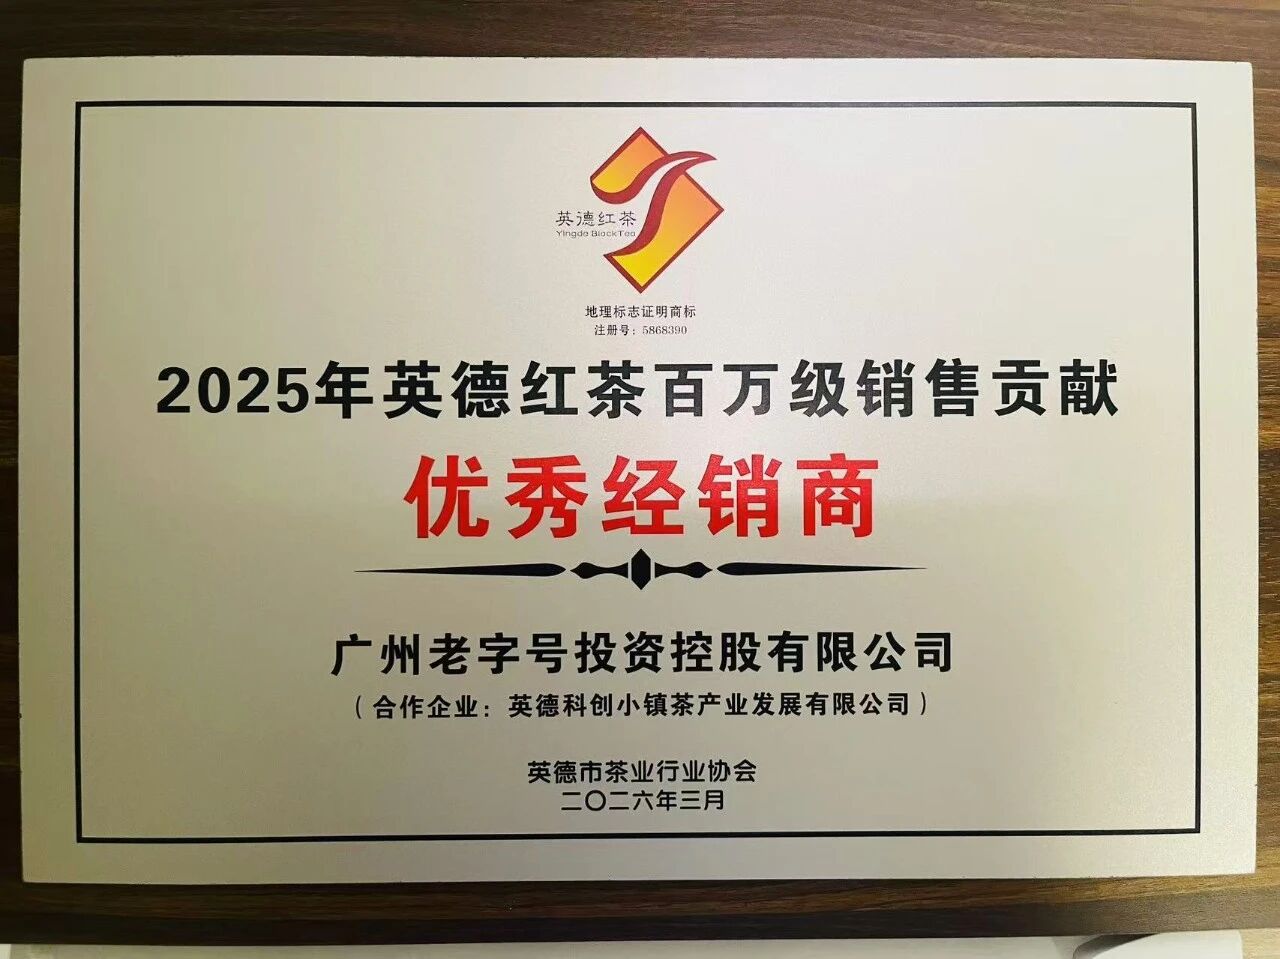 英德红茶
Yingde BlackTea
地理标志证明商标
注册号：5868390
2025年英德红茶百万级销售贡献
优秀经销商
广州老字号投资控股有限公司
（合作企业：英德科创小镇茶产业发展有限公司）
英德市茶业行业协会
二〇二六年三月